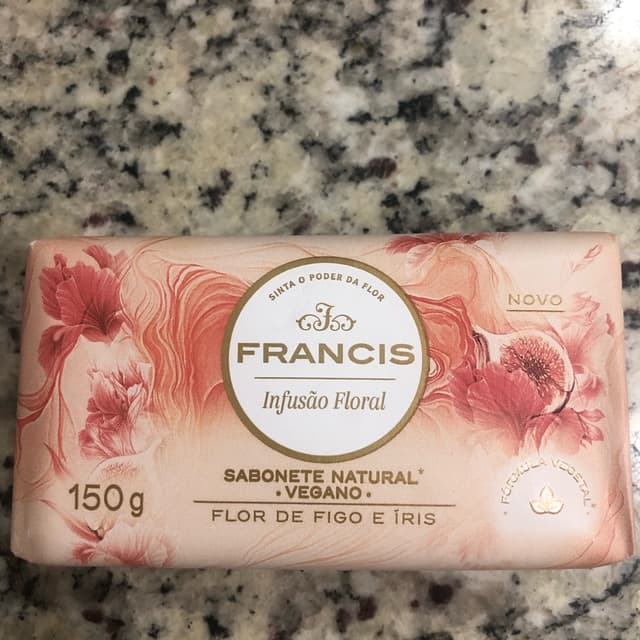 SINTA O PODER DA FLOR
F
FRANCIS
Infusão Floral
NOVO
SABONETE NATURAL*
• VEGANO •
FLOR DE FIGO E ÍRIS
150g
• FÓRMULA VEGETAL* •